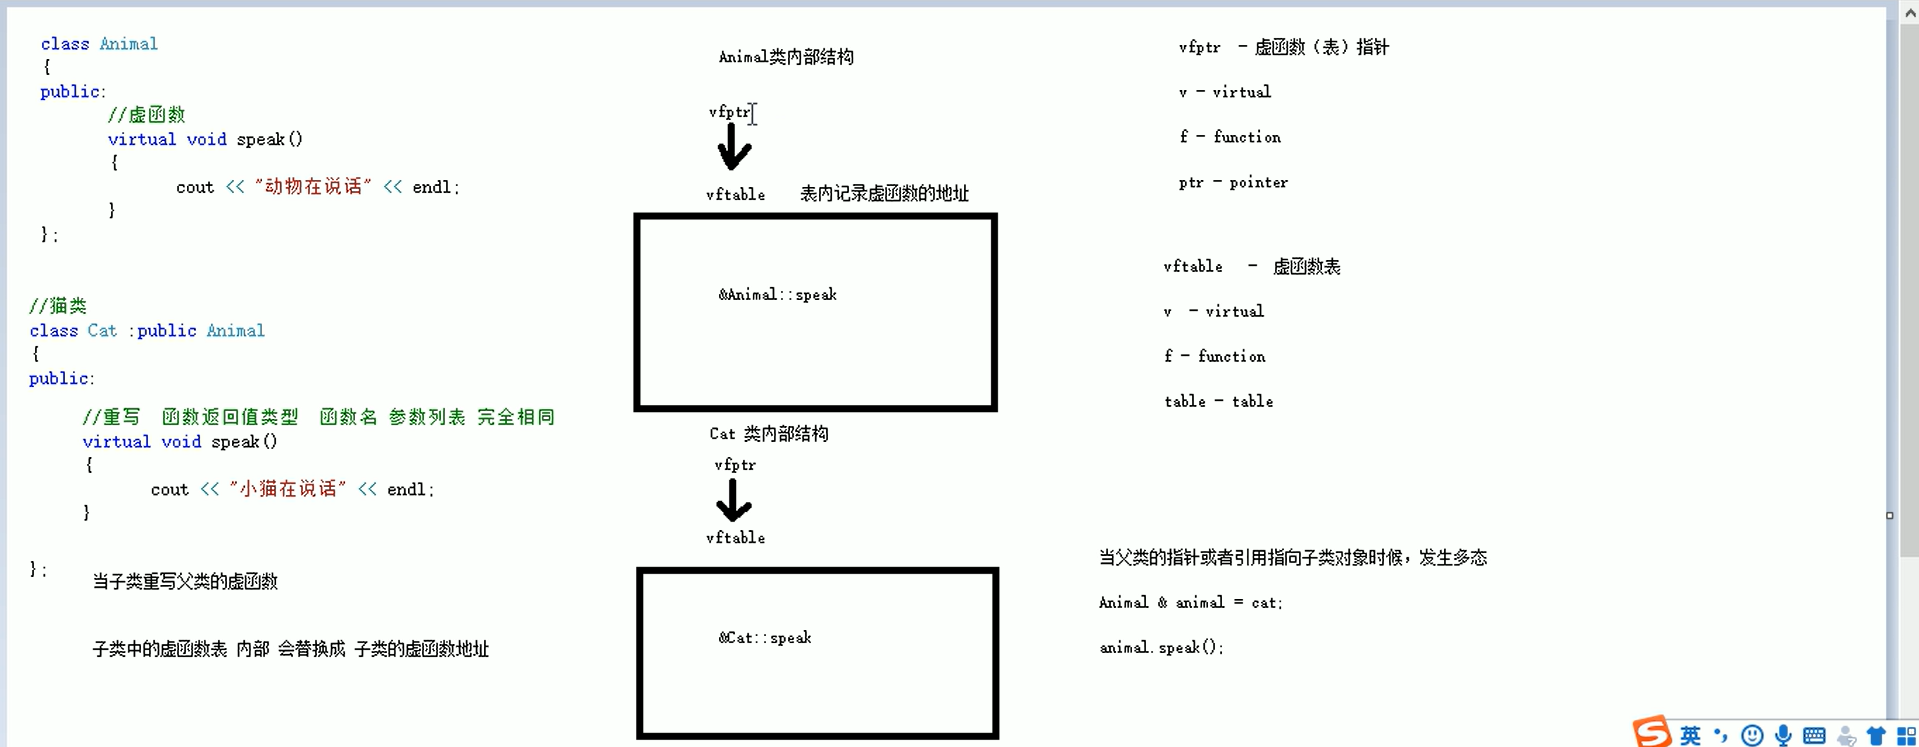 class Animal
{
public:
//虚函数
virtual void speak()
{
cout << "动物在说话" << endl;
}
};
//猫类
class Cat :public Animal
{
public:
//重写 函数返回值类型 函数名 参数列表 完全相同
virtual void speak()
{
cout << "小猫在说话" << endl;
}
};
当子类重写父类的虚函数
子类中的虚函数表 内部 会替换成 子类的虚函数地址
Animal类内部结构
vfptr
vftable 表内记录虚函数的地址
&Animal::speak
Cat 类内部结构
vfptr
vftable
&Cat::speak
vfptr - 虚函数（表）指针
v - virtual
f - function
ptr - pointer
vftable - 虚函数表
v - virtual
f - function
table - table
当父类的指针或者引用指向子类对象时候，发生多态
Animal & animal = cat;
animal.speak();
S 英